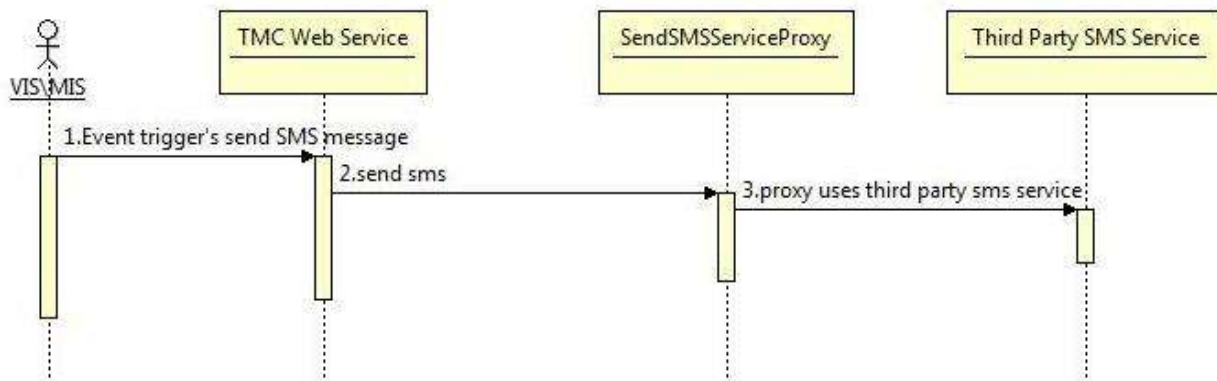 TMC Web Service
SendSMSServiceProxy
Third Party SMS Service
VIS\MIS
1.Event trigger's send SMS message
2.send sms
3.proxy uses third party sms service